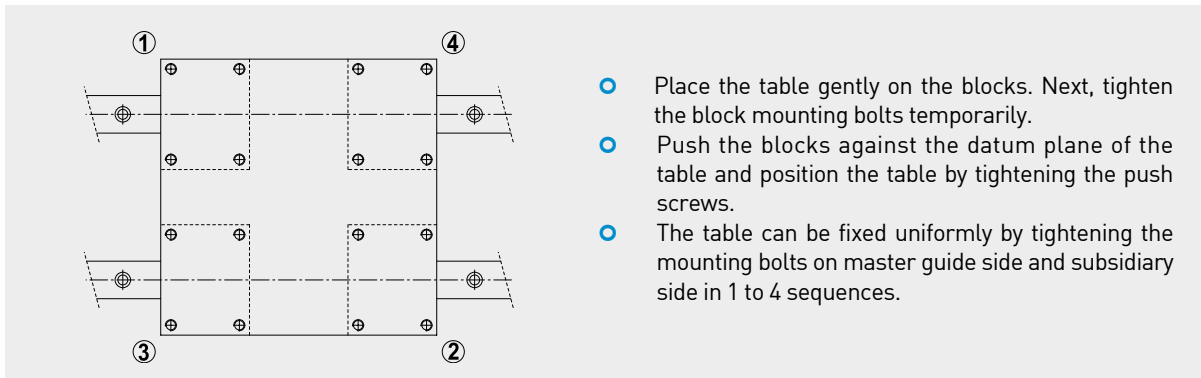 ① ④
Place the table gently on the blocks. Next, tighten
the block mounting bolts temporarily.
Push the blocks against the datum plane of the
table and position the table by tightening the push
screws.
The table can be fixed uniformly by tightening the
mounting bolts on master guide side and subsidiary
side in 1 to 4 sequences.
③ ②